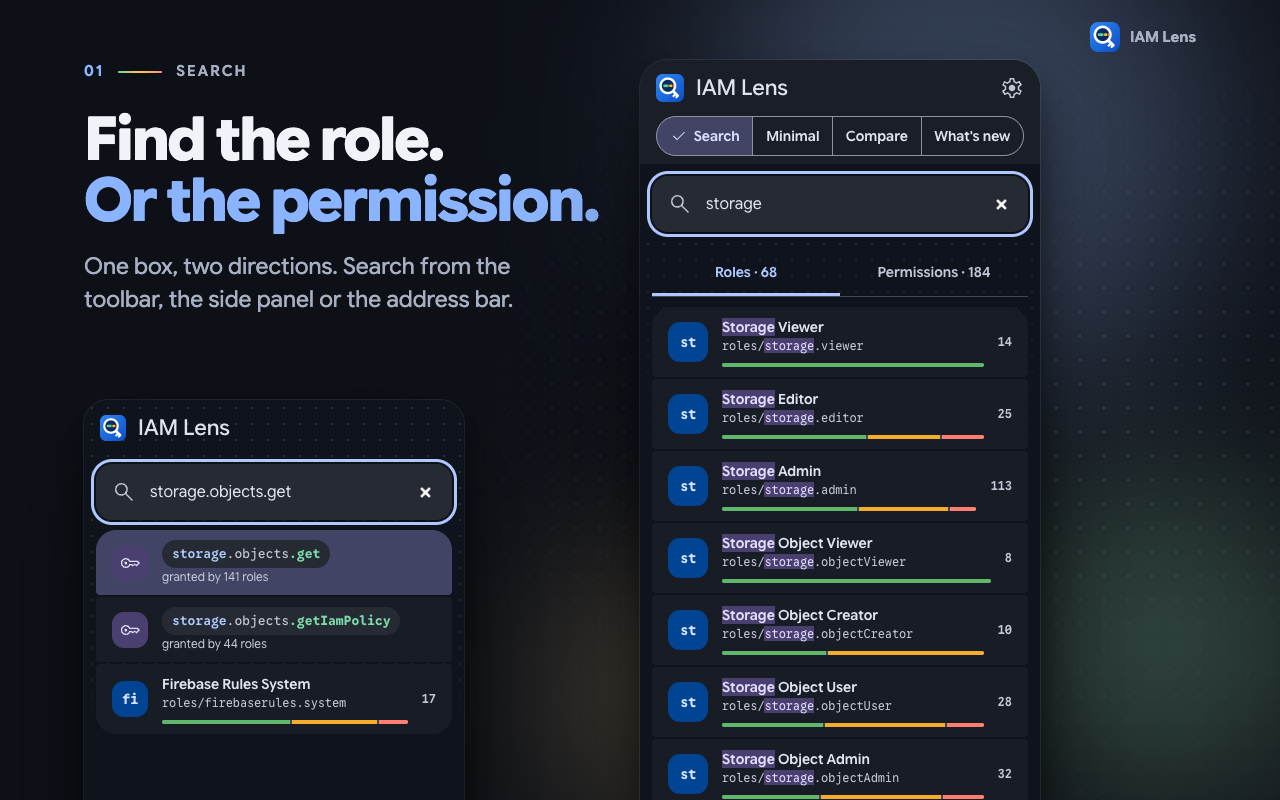 IAM Lens
01 SEARCH
Find the role.
Or the permission.
One box, two directions. Search from the
toolbar, the side panel or the address bar.
IAM Lens
storage.objects.get
storage.objects.get
granted by 141 roles
storage.objects.getIamPolicy
granted by 44 roles
fi
Firebase Rules System
roles/firebaserules.system
17
IAM Lens
Search Minimal Compare What's new
storage
Roles · 68 Permissions · 184
st
Storage Viewer
roles/storage.viewer
14
st
Storage Editor
roles/storage.editor
25
st
Storage Admin
roles/storage.admin
113
st
Storage Object Viewer
roles/storage.objectViewer
8
st
Storage Object Creator
roles/storage.objectCreator
10
st
Storage Object User
roles/storage.objectUser
28
st
Storage Object Admin
roles/storage.objectAdmin
32